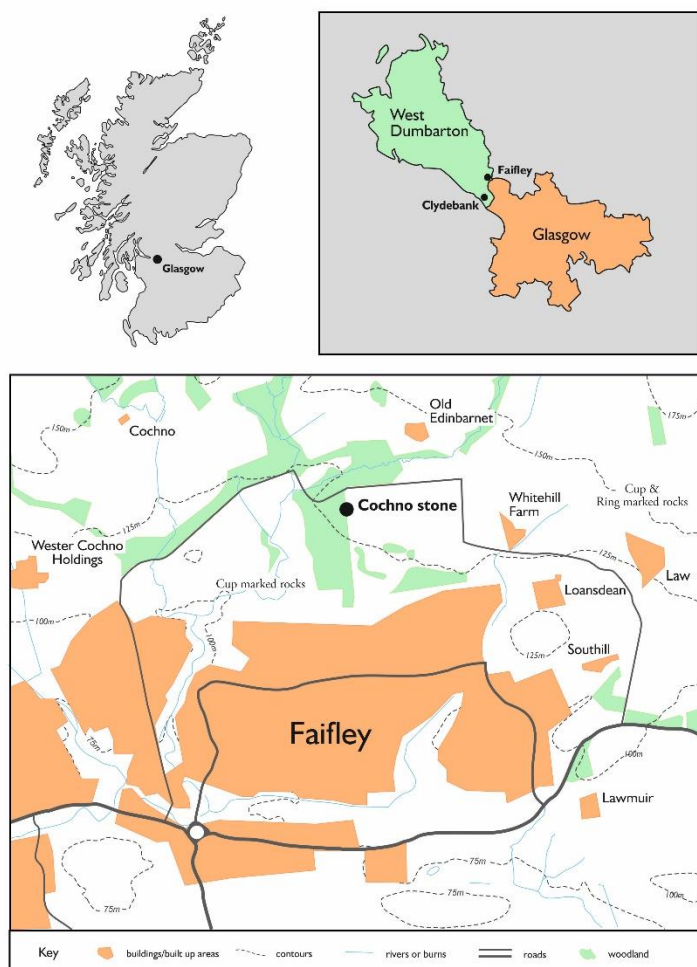 Glasgow
West
Dumbarton
Faifley
Clydebank
Glasgow
150m
Cochno
Old
Edinbarnet
175m
150m
125m
Cochno stone
Whitehill
Farm
Cup &
Ring marked rocks
Wester Cochno
Holdings
Cup marked rocks
125m
Law
Loansdean
100m
100m
125m
Southill
Faifley
75m
100m
Lawmuir
75m
75m
75m
100m
Key
buildings/built up areas
contours
rivers or burns
roads
woodland